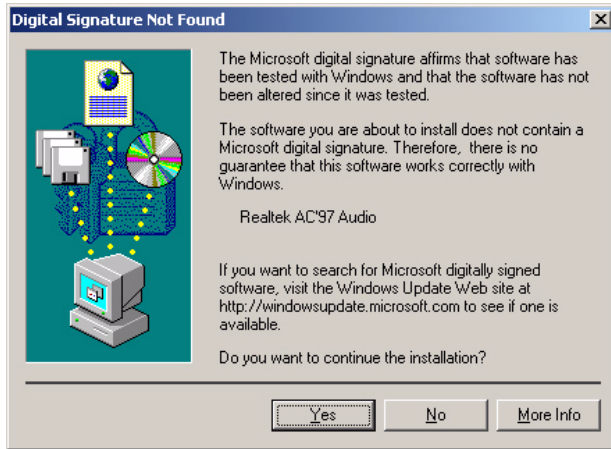 Digital Signature Not Found
The Microsoft digital signature affirms that software has
been tested with Windows and that the software has not
been altered since it was tested.
The software you are about to install does not contain a
Microsoft digital signature. Therefore, there is no
guarantee that this software works correctly with
Windows.
Realtek AC'97 Audio
If you want to search for Microsoft digitally signed
software, visit the Windows Update Web site at
http://windowsupdate.microsoft.com to see if one is
available.
Do you want to continue the installation?
Yes No More Info